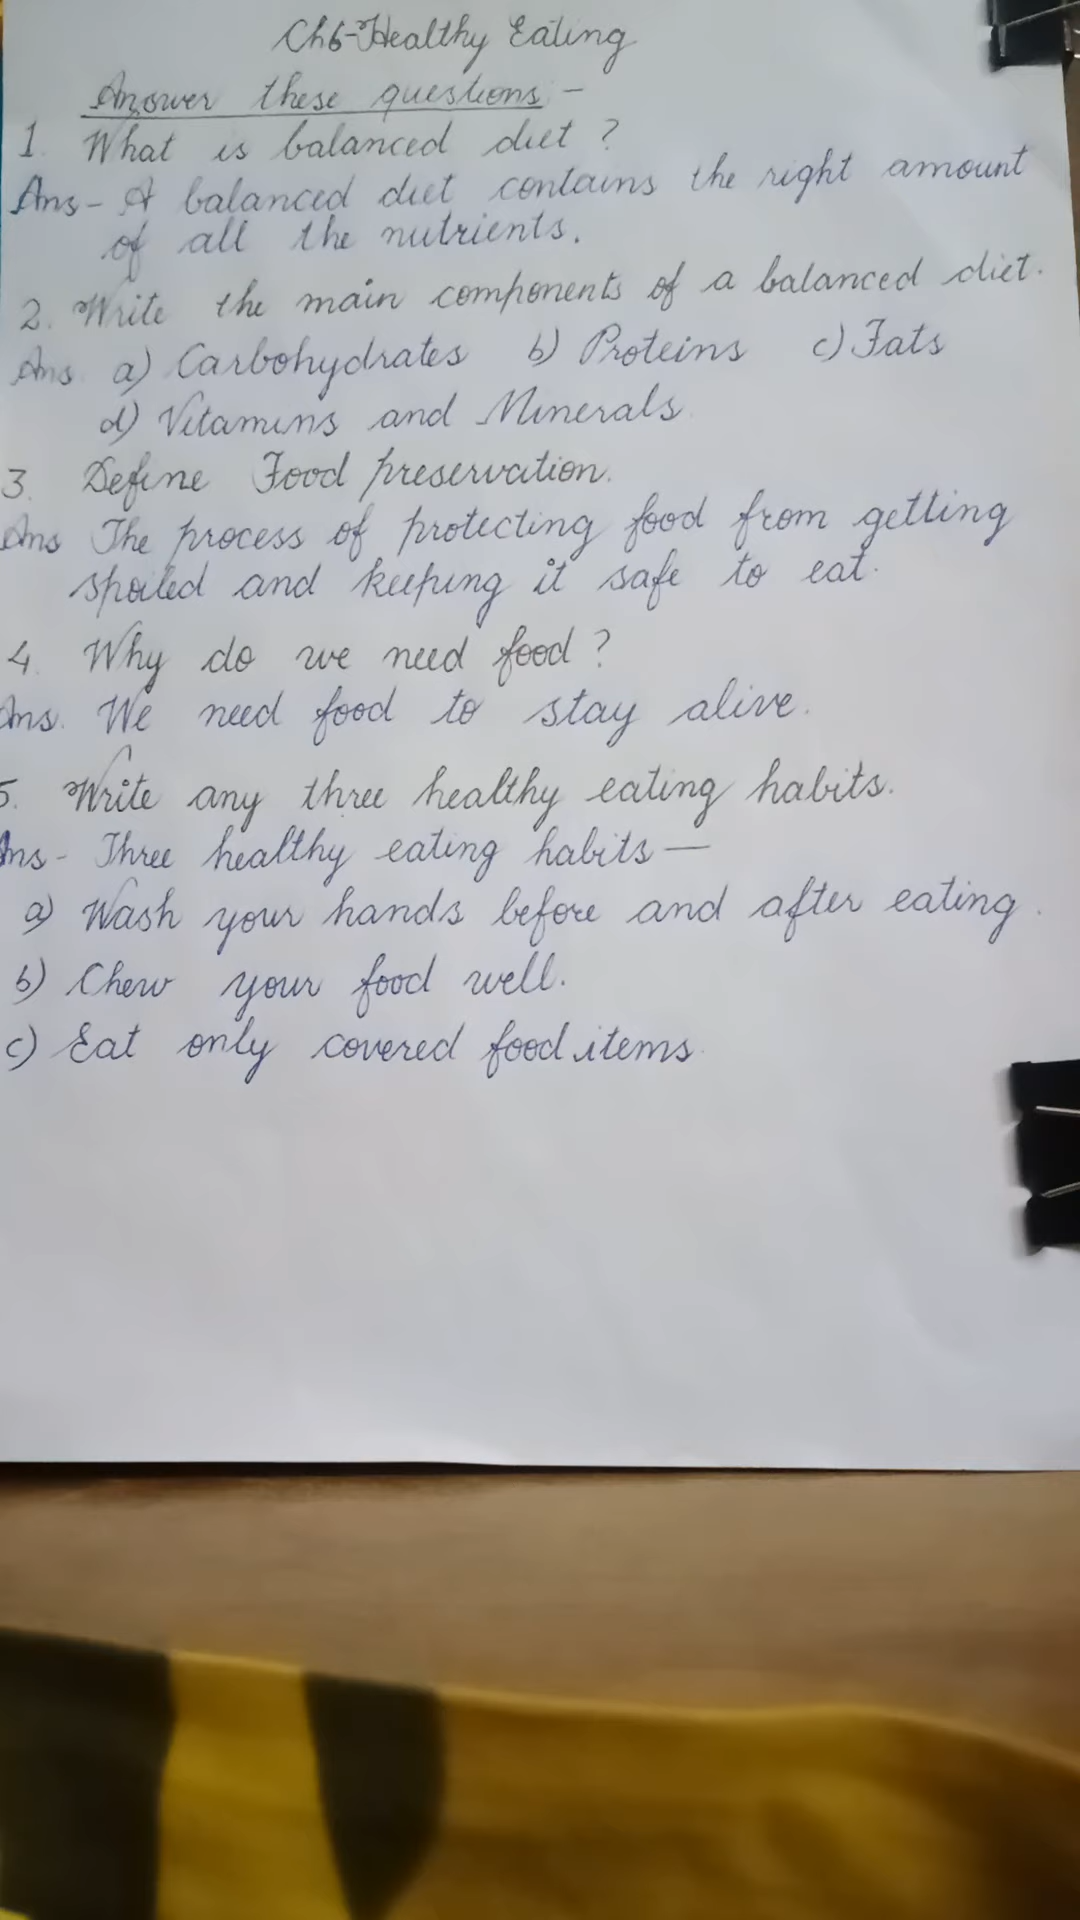 Ch6-Healthy Eating
Answer these questions :-
1. What is balanced diet ?
Ans- A balanced diet contains the right amount
of all the nutrients.
2. Write the main components of a balanced diet.
Ans a) Carbohydrates b) Proteins c) Fats
d) Vitamins and Minerals
3. Define Food preservation.
Ans The process of protecting food from getting
spoiled and keeping it safe to eat.
4. Why do we need food ?
Ans. We need food to stay alive.
5. Write any three healthy eating habits.
Ans- Three healthy eating habits —
a) Wash your hands before and after eating.
b) Chew your food well.
c) Eat only covered food items.